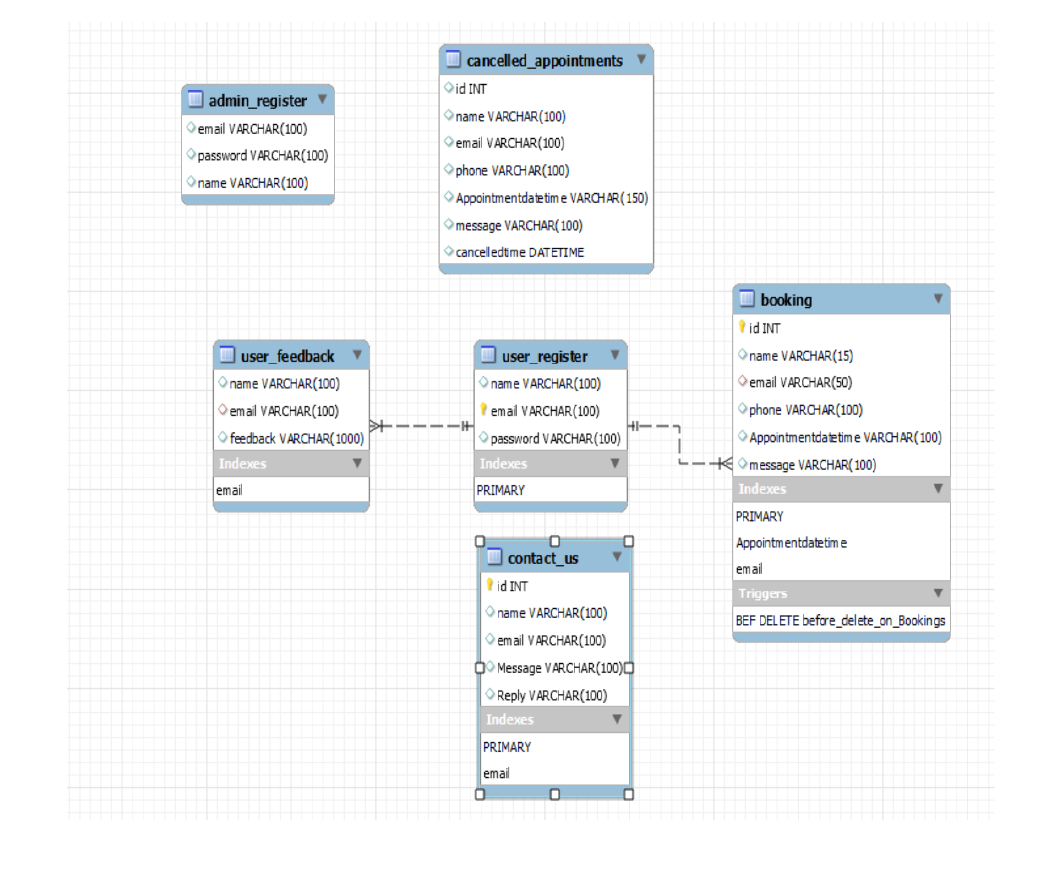 cancelled_appointments
id INT
name VARCHAR(100)
email VARCHAR(100)
phone VARCHAR(100)
Appointmentdatetime VARCHAR(150)
message VARCHAR(100)
cancelledtime DATETIME
admin_register
email VARCHAR(100)
password VARCHAR(100)
name VARCHAR(100)
booking
id INT
name VARCHAR(15)
email VARCHAR(50)
phone VARCHAR(100)
Appointmentdatetime VARCHAR(100)
message VARCHAR(100)
Indexes
PRIMARY
Appointmentdatetime
email
Triggers
BEF DELETE before_delete_on_Bookings
user_feedback
name VARCHAR(100)
email VARCHAR(100)
feedback VARCHAR(1000)
Indexes
email
user_register
name VARCHAR(100)
email VARCHAR(100)
password VARCHAR(100)
Indexes
PRIMARY
contact_us
id INT
name VARCHAR(100)
email VARCHAR(100)
Message VARCHAR(100)
Reply VARCHAR(100)
Indexes
PRIMARY
email